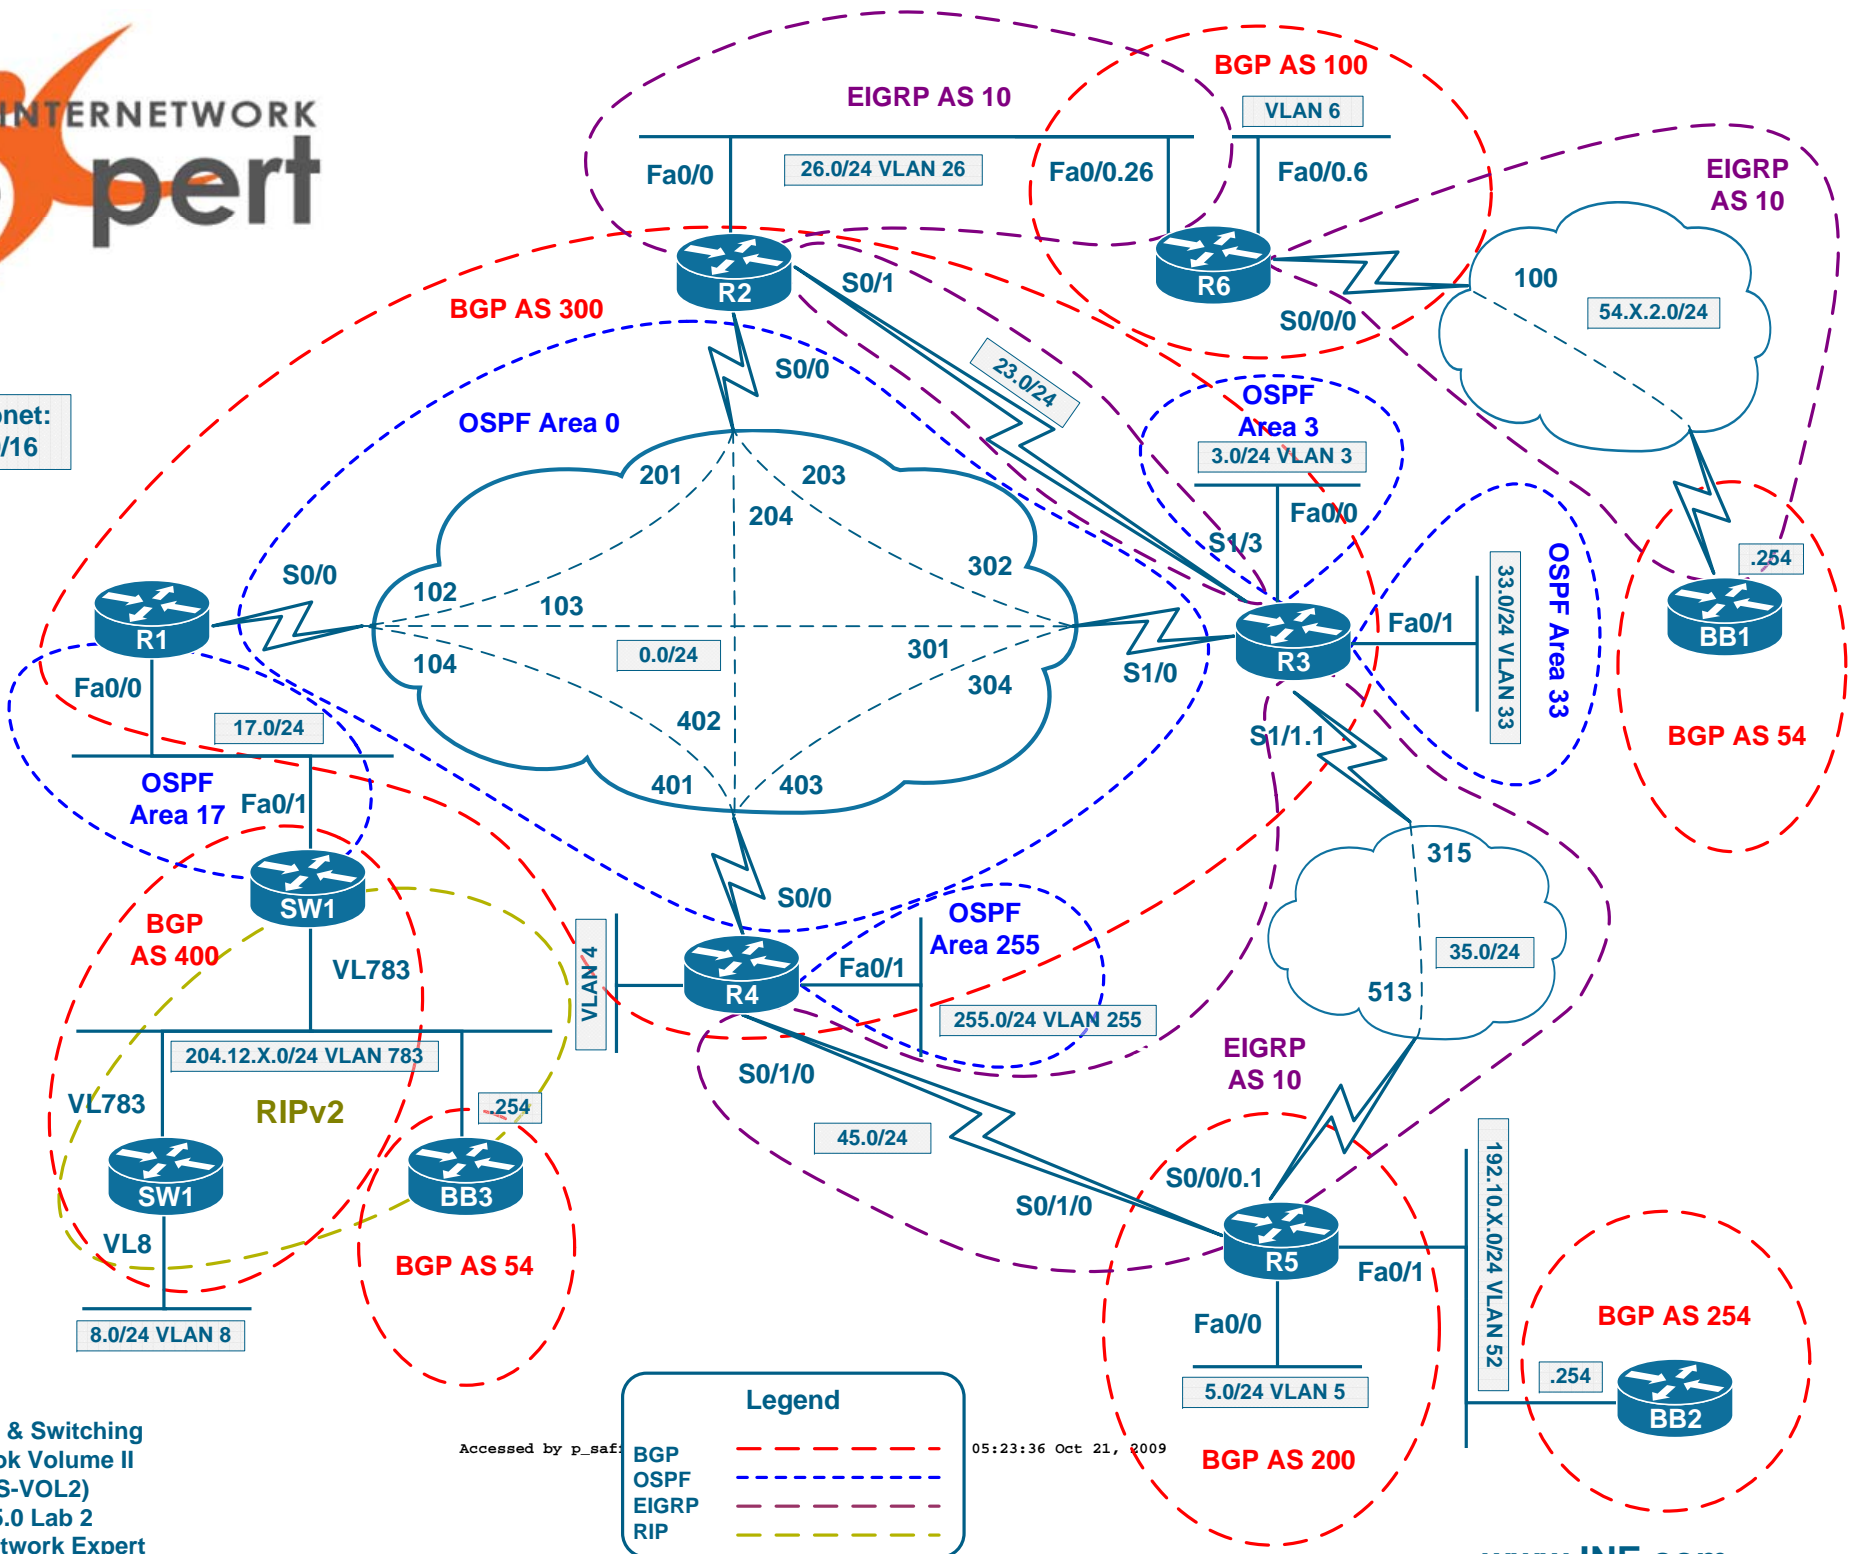 INTERNETWORK
pert
EIGRP AS 10
BGP AS 100
VLAN 6
Fa0/0
26.0/24 VLAN 26
Fa0/0.26
Fa0/0.6
EIGRP
AS 10
R2
S0/1
R6
S0/0/0
100
54.X.2.0/24
BGP AS 300
S0/0
23.0/24
OSPF Area 0
OSPF
Area 3
3.0/24 VLAN 3
Fa0/0
S1/3
/16
201
203
204
302
102
103
104
0.0/24
301
304
402
401
403
S0/0
R1
Fa0/0
17.0/24
OSPF
Area 17
Fa0/1
S1/0
R3
Fa0/1
33.0/24 VLAN 33
OSPF Area 33
.254
BB1
BGP AS 54
S1/1.1
315
35.0/24
513
SW1
BGP
AS 400
VL783
204.12.X.0/24 VLAN 783
VL783
RIPv2
.254
SW1
BB3
VL8
BGP AS 54
8.0/24 VLAN 8
S0/0
VLAN 4
R4
Fa0/1
OSPF
Area 255
255.0/24 VLAN 255
S0/1/0
45.0/24
S0/1/0
EIGRP
AS 10
S0/0/0.1
R5
Fa0/1
192.10.X.0/24 VLAN 52
Fa0/0
5.0/24 VLAN 5
BGP AS 200
BGP AS 254
.254
BB2
Legend
BGP
OSPF
EIGRP
RIP
Accessed by p_saf
05:23:36 Oct 21, 2009
& Switching
ok Volume II
S-VOL2)
5.0 Lab 2
twork Expert